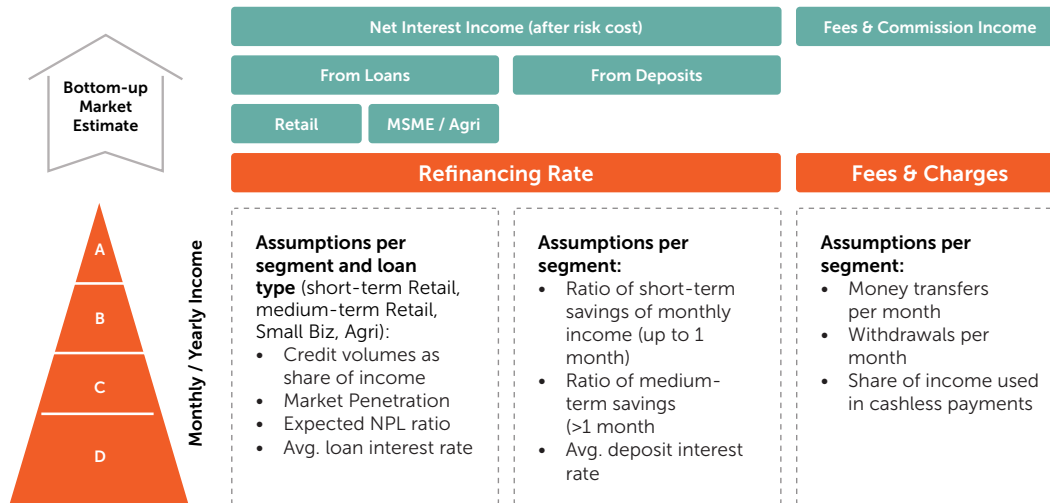 Net Interest Income (after risk cost)
Fees & Commission Income
From Loans
From Deposits
Bottom-up
Market
Estimate
Retail
MSME / Agri
Refinancing Rate
Fees & Charges
A
B
C
D
Monthly / Yearly Income
Assumptions per
segment and loan
type (short-term Retail,
medium-term Retail,
Small Biz, Agri):
• Credit volumes as
share of income
• Market Penetration
• Expected NPL ratio
• Avg. loan interest rate
Assumptions per
segment:
• Ratio of short-term
savings of monthly
income (up to 1
month)
• Ratio of medium-
term savings
(>1 month
• Avg. deposit interest
rate
Assumptions per
segment:
• Money transfers
per month
• Withdrawals per
month
• Share of income used
in cashless payments